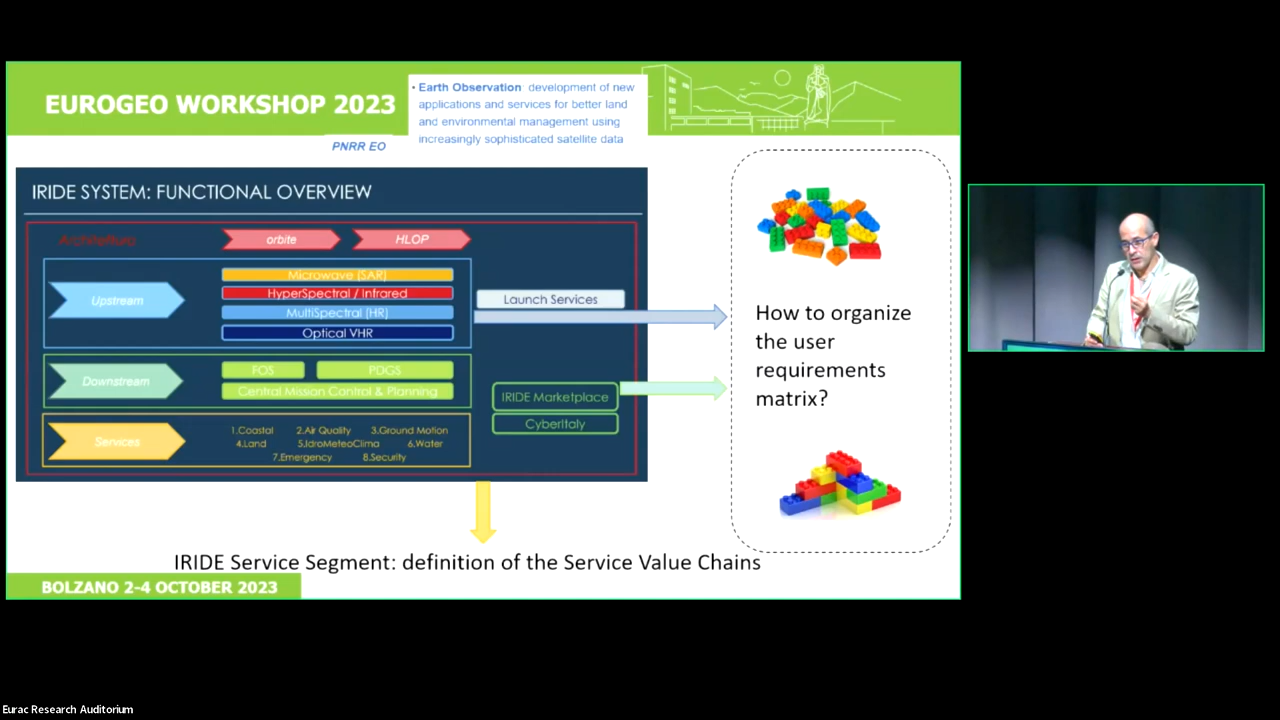 EUROGEO WORKSHOP 2023
• Earth Observation development of new
applications and services for better land
and environmental management using
increasingly sophisticated satellite data
PNRR EO
IRIDE SYSTEM: FUNCTIONAL OVERVIEW
Architettura
orbite
HLOP
Upstream
Microwave (SAR)
HyperSpectral / Infrared
MultiSpectral (HR)
Optical VHR
Launch Services
Downstream
FOS
PDGS
Central Mission Control & Planning
IRIDE Marketplace
CyberItaly
Services
1.Coastal 2.Air Quality 3.Ground Motion
4.Land 5.IdroMeteoClima 6.Water
7.Emergency 8.Security
How to organize
the user
requirements
matrix?
IRIDE Service Segment: definition of the Service Value Chains
BOLZANO 2-4 OCTOBER 2023
Eurac Research Auditorium